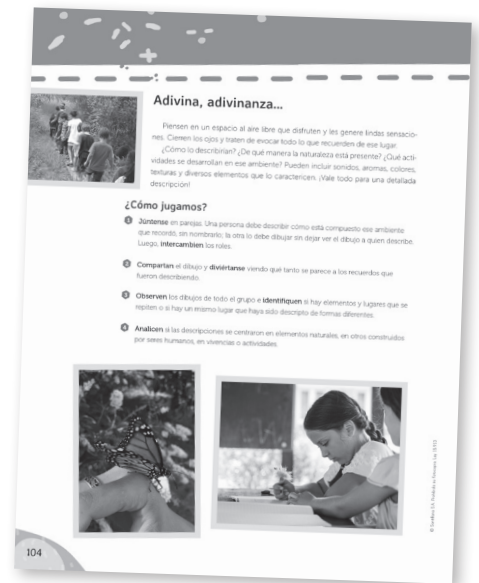 Adivina, adivinanza...
Piensen en un espacio al aire libre que disfruten y les genere lindas sensacio-
nes. Cierren los ojos y traten de evocar todo lo que recuerden de ese lugar.
¿Cómo lo describirían? ¿De qué manera la naturaleza está presente? ¿Qué acti-
vidades se desarrollan en ese ambiente? Pueden incluir sonidos, aromas, colores,
texturas y diversos elementos que lo caractericen. ¡Vale todo para una detallada
descripción!
¿Cómo jugamos?
1 Júntense en parejas. Una persona debe describir cómo está compuesto ese ambiente
que recordó, sin nombrarlo; la otra lo debe dibujar sin dejar ver el dibujo a quien describe.
Luego, intercambien los roles.
2 Compartan el dibujo y diviértanse viendo qué tanto se parece a los recuerdos que
fueron describiendo.
3 Observen los dibujos de todo el grupo e identifiquen si hay elementos y lugares que se
repiten o si hay un mismo lugar que haya sido descripto de formas diferentes.
4 Analicen si las descripciones se centraron en elementos naturales, en otros construidos
por seres humanos, en vivencias o actividades.
© Santillana S.A. Prohibida su fotocopia. Ley 11.723
104